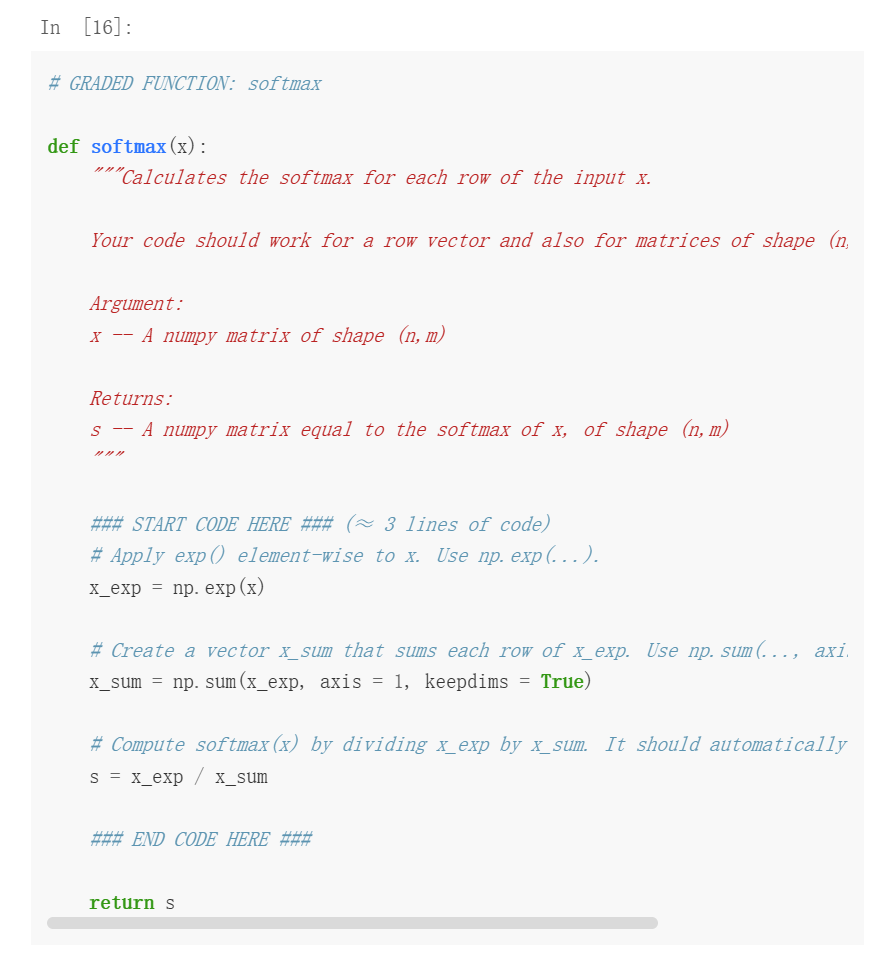 In [16]:
# GRADED FUNCTION: softmax
def softmax(x):
"""Calculates the softmax for each row of the input x.
Your code should work for a row vector and also for matrices of shape (n,
Argument:
x -- A numpy matrix of shape (n,m)
Returns:
s -- A numpy matrix equal to the softmax of x, of shape (n,m)
"""
### START CODE HERE ### (≈ 3 lines of code)
# Apply exp() element-wise to x. Use np.exp(...).
x_exp = np.exp(x)
# Create a vector x_sum that sums each row of x_exp. Use np.sum(..., axi
x_sum = np.sum(x_exp, axis = 1, keepdims = True)
# Compute softmax(x) by dividing x_exp by x_sum. It should automatically
s = x_exp / x_sum
### END CODE HERE ###
return s